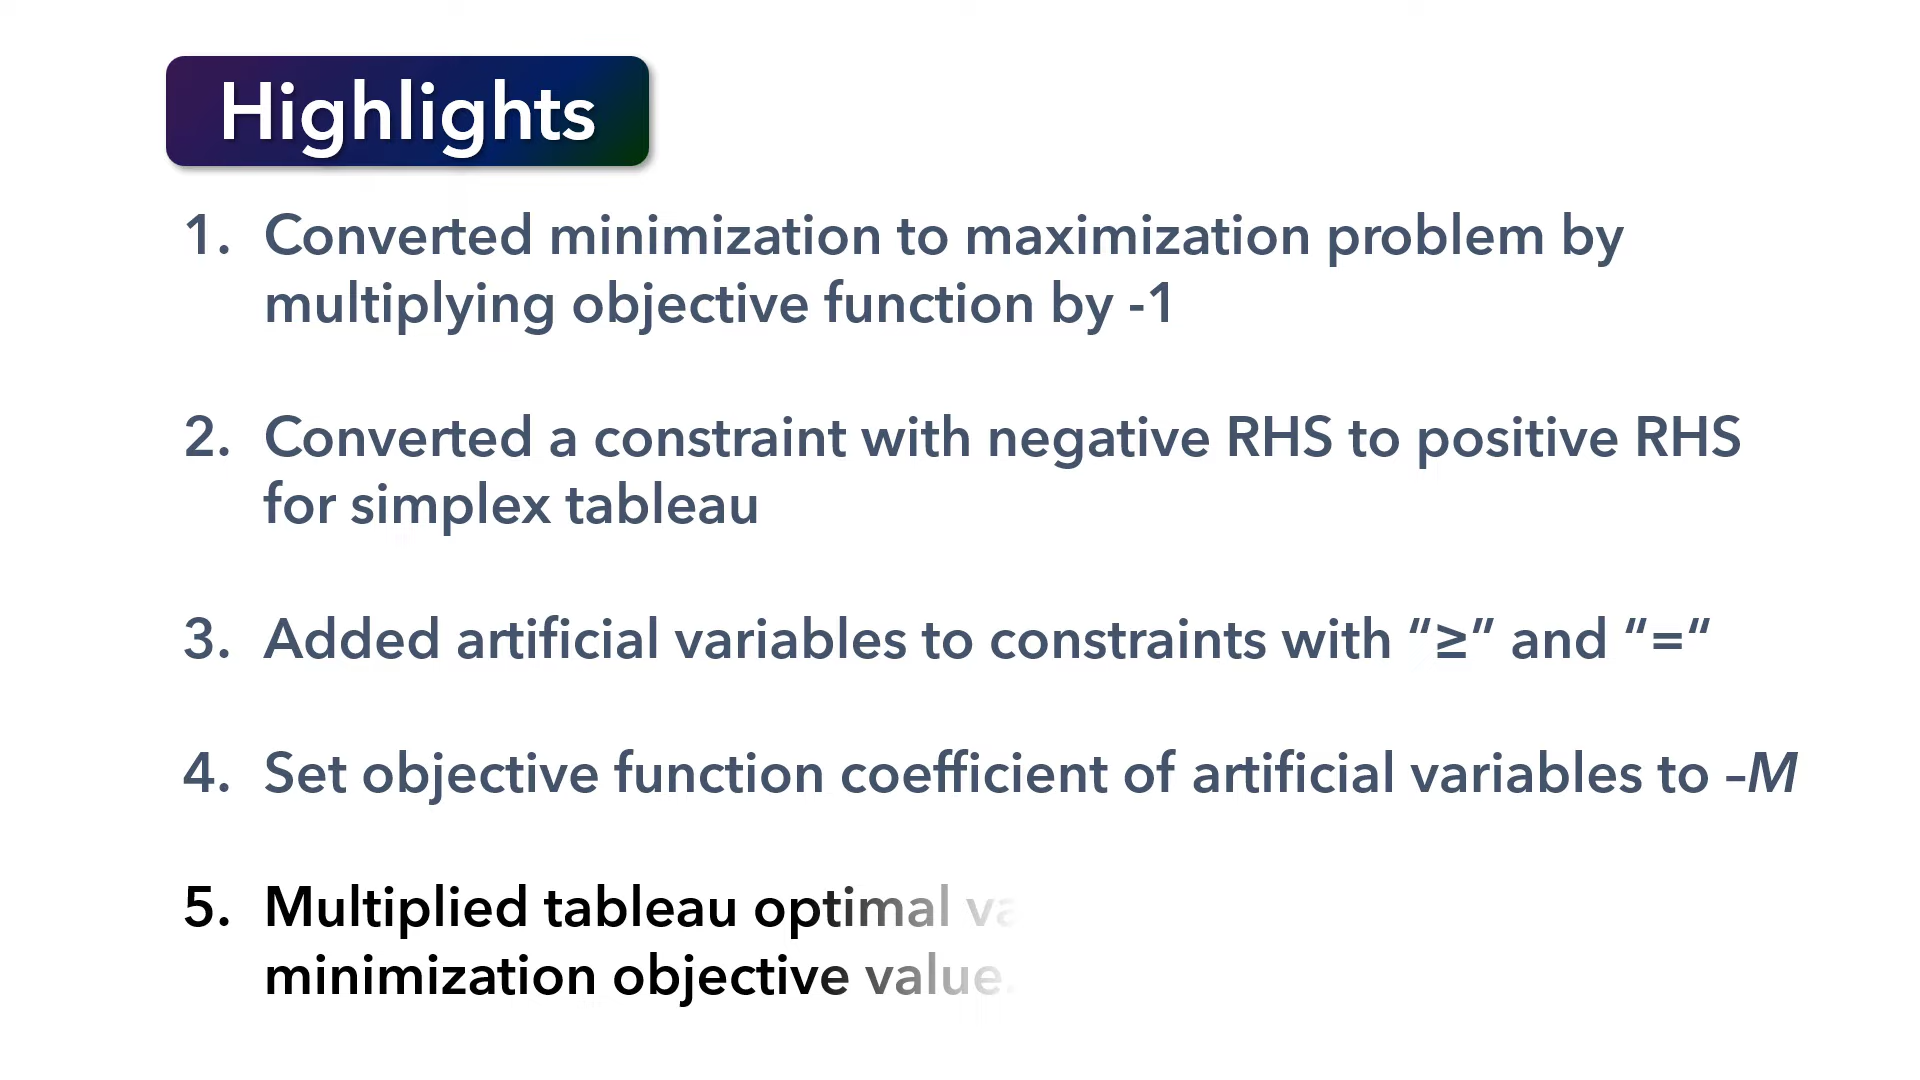 Highlights
1. Converted minimization to maximization problem by
multiplying objective function by -1
2. Converted a constraint with negative RHS to positive RHS
for simplex tableau
3. Added artificial variables to constraints with “≥” and “=“
4. Set objective function coefficient of artificial variables to –M
5. Multiplied tableau optimal
minimization objective value.